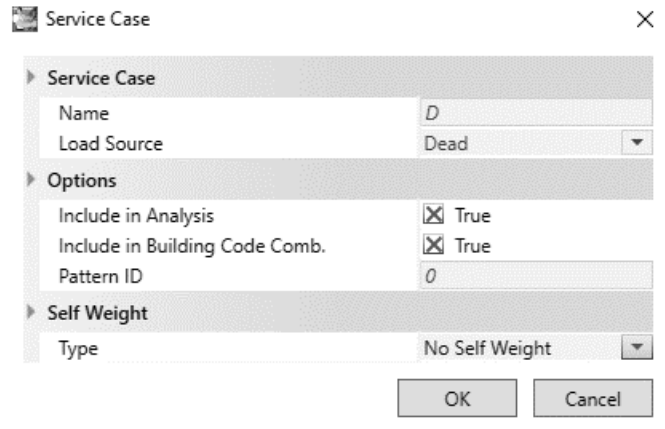 Service Case
Service Case
Name D
Load Source Dead
Options
Include in Analysis True
Include in Building Code Comb. True
Pattern ID 0
Self Weight
Type No Self Weight
OK Cancel